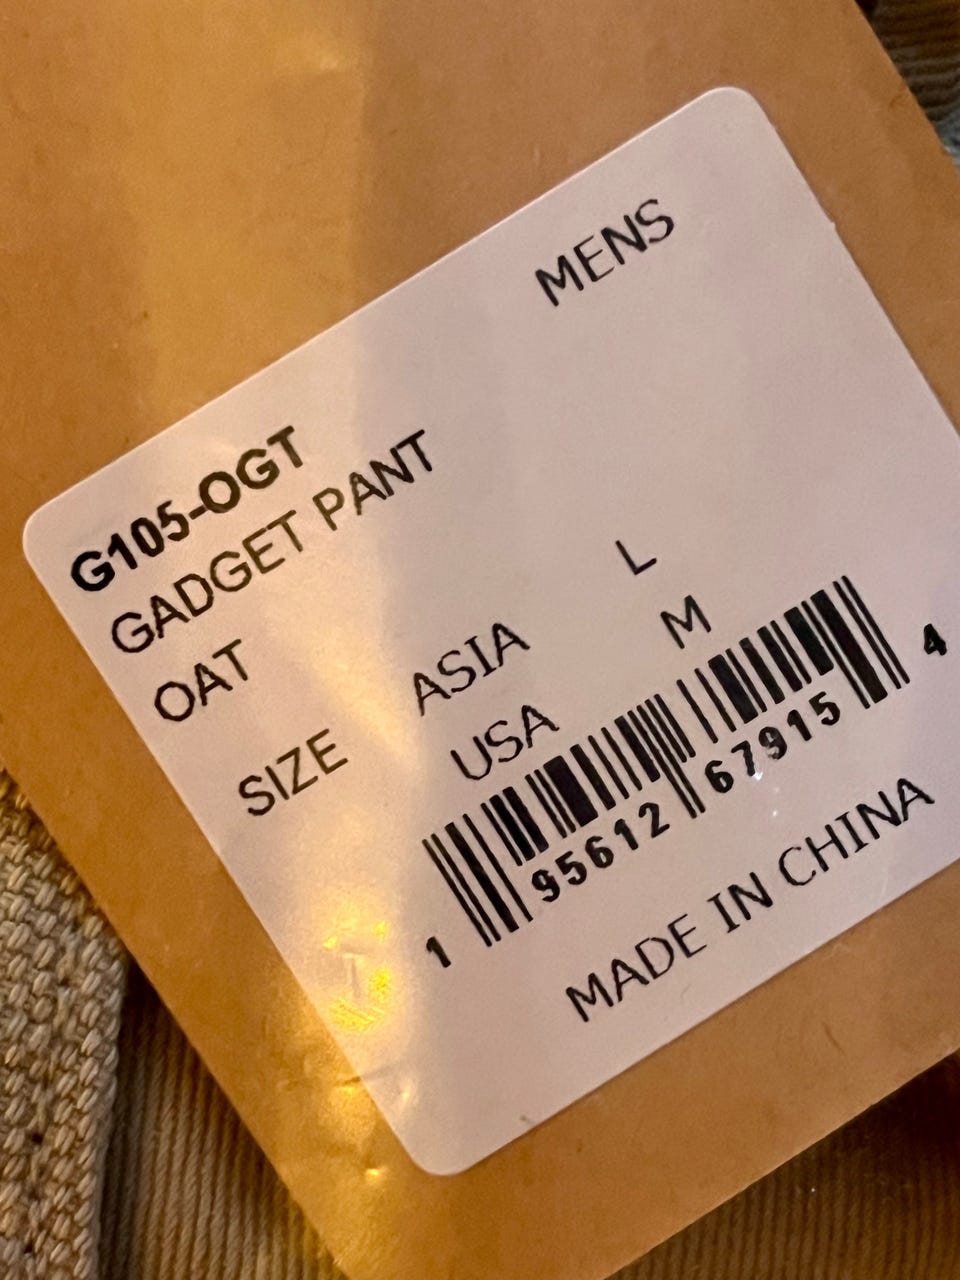 MENS
G105-OGT
GADGET PANT
OAT
SIZE ASIA L
USA M
1 95612 67915 4
MADE IN CHINA